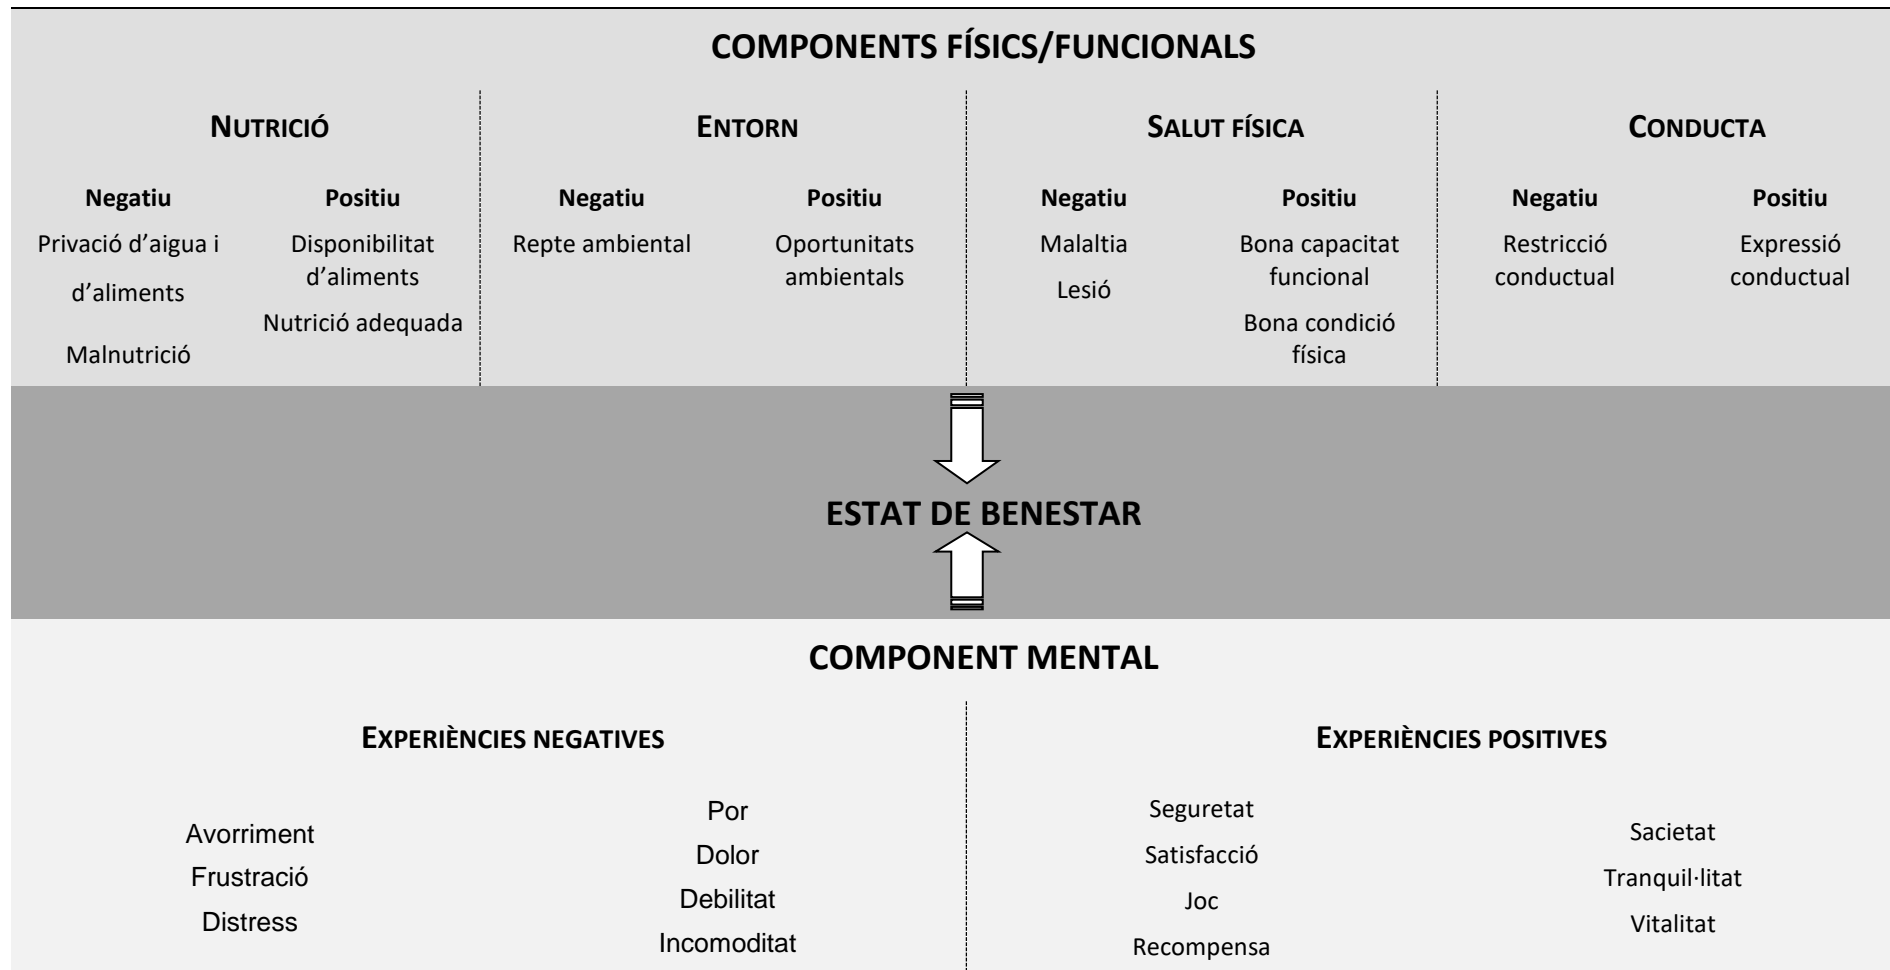 COMPONENTS FÍSICS/FUNCIONALS
NUTRICIÓ
Negatiu
Privació d’aigua i
d’aliments
Malnutrició
Positiu
Disponibilitat
d’aliments
Nutrició adequada
ENTORN
Negatiu
Repte ambiental
Positiu
Oportunitats
ambientals
SALUT FÍSICA
Negatiu
Malaltia
Lesió
Positiu
Bona capacitat
funcional
Bona condició
física
CONDUCTA
Negatiu
Restricció
conductual
Positiu
Expressió
conductual
ESTAT DE BENESTAR
COMPONENT MENTAL
EXPERIÈNCIES NEGATIVES
Avorriment
Frustració
Distress
Por
Dolor
Debilitat
Incomoditat
EXPERIÈNCIES POSITIVES
Seguretat
Satisfacció
Joc
Recompensa
Sacietat
Tranquil·litat
Vitalitat